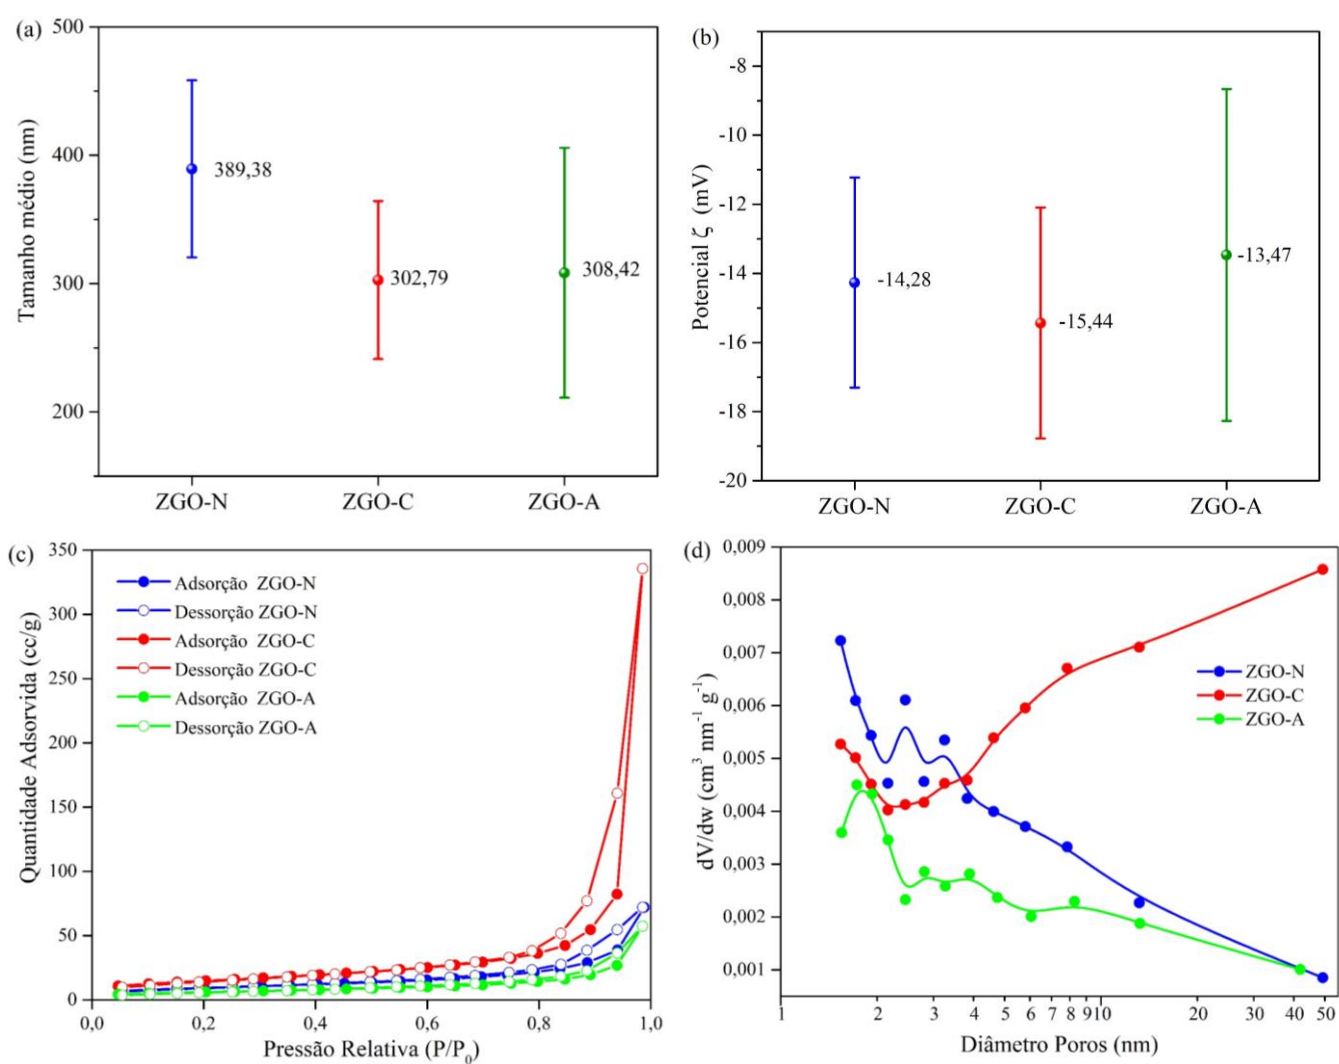 (a)
Tamanho médio (nm)
500
400
300
200
389,38
302,79
308,42
ZGO-N
ZGO-C
ZGO-A
(b)
Potencial ζ (mV)
-8
-10
-12
-14
-16
-18
-20
-14,28
-15,44
-13,47
ZGO-N
ZGO-C
ZGO-A
(c)
Quantidade Adsorvida (cc/g)
350
300
250
200
150
100
50
0
Adsorção ZGO-N
Dessorção ZGO-N
Adsorção ZGO-C
Dessorção ZGO-C
Adsorção ZGO-A
Dessorção ZGO-A
0,0
0,2
0,4
0,6
0,8
1,0
Pressão Relativa (P/P₀)
(d)
dV/dw (cm³ nm⁻¹ g⁻¹)
0,009
0,008
0,007
0,006
0,005
0,004
0,003
0,002
0,001
ZGO-N
ZGO-C
ZGO-A
1
2
3
4
5
6
7
8
9
10
20
30
40
50
Diâmetro Poros (nm)